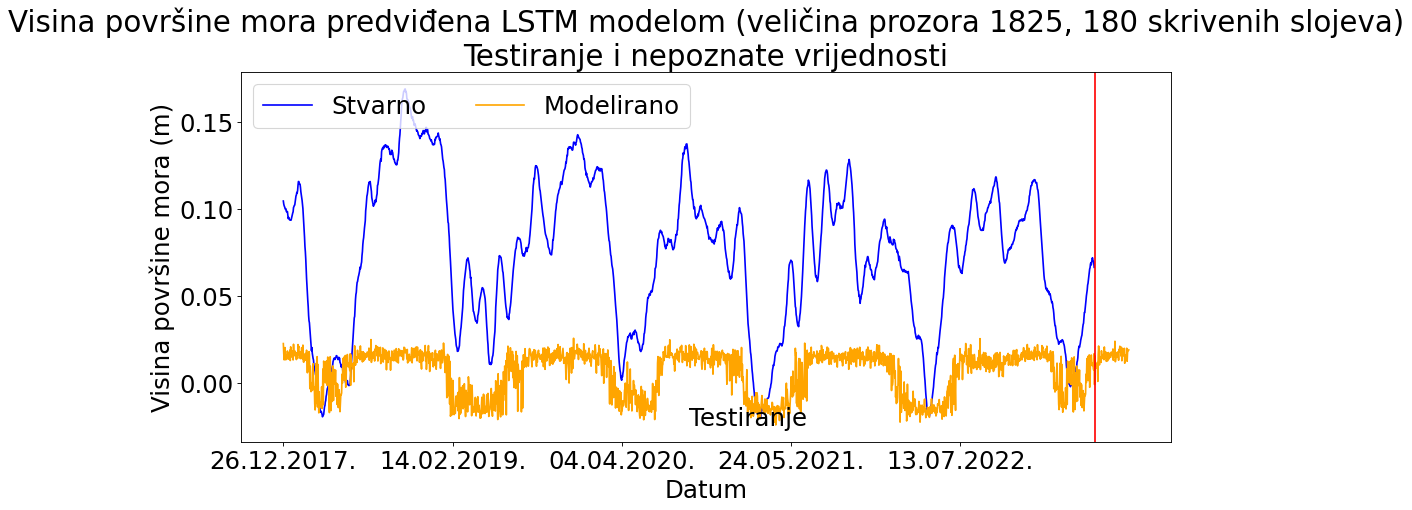 Visina površine mora predviđena LSTM modelom (veličina prozora 1825, 180 skrivenih slojeva)
Testiranje i nepoznate vrijednosti
Stvarno Modelirano
Visina površine mora (m)
0.15
0.10
0.05
0.00
Testiranje
26.12.2017. 14.02.2019. 04.04.2020. 24.05.2021. 13.07.2022.
Datum